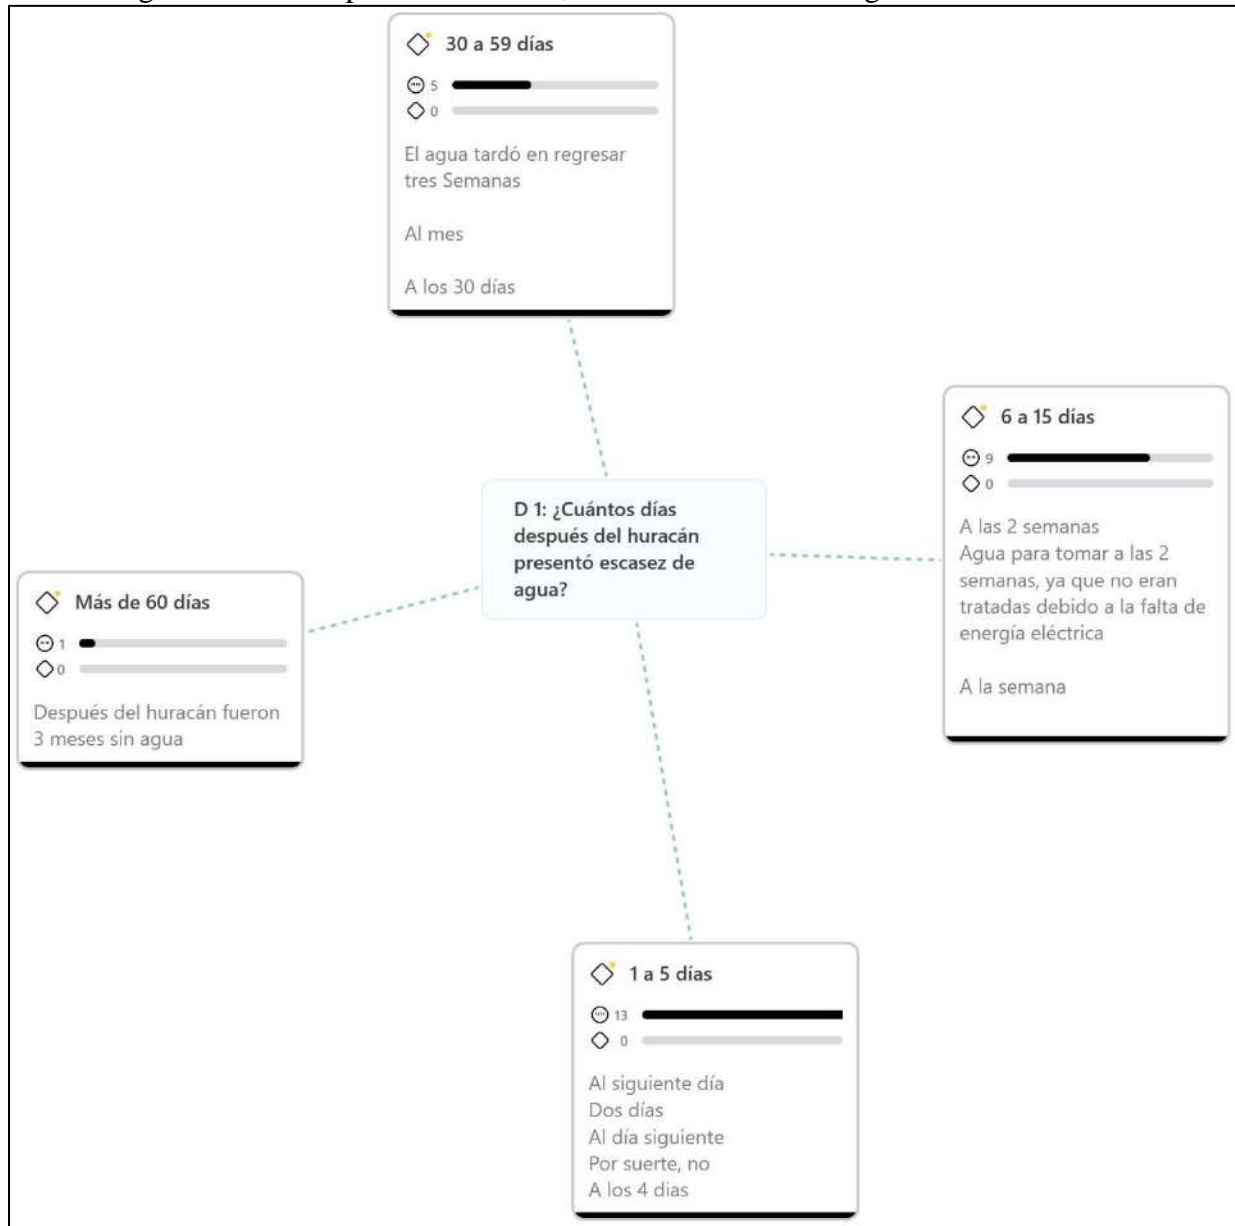 30 a 59 días
5
0
El agua tardó en regresar
tres Semanas
Al mes
A los 30 días
6 a 15 días
9
0
A las 2 semanas
Agua para tomar a las 2
semanas, ya que no eran
tratadas debido a la falta de
energía eléctrica
A la semana
D 1: ¿Cuántos días
después del huracán
presentó escasez de
agua?
Más de 60 días
1
0
Después del huracán fueron
3 meses sin agua
1 a 5 días
13
0
Al siguiente día
Dos días
Al día siguiente
Por suerte, no
A los 4 dias